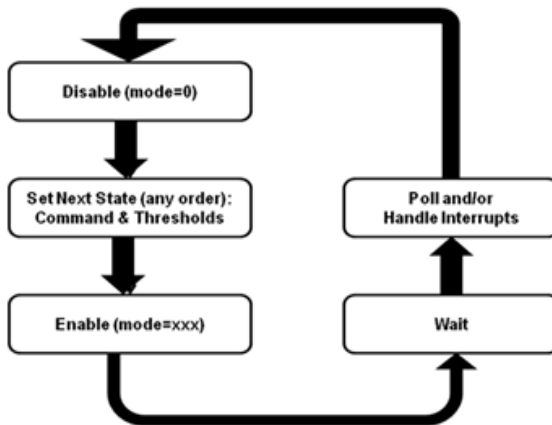 Disable (mode=0)
Set Next State (any order):
Command & Thresholds
Enable (mode=xxx)
Poll and/or
Handle Interrupts
Wait